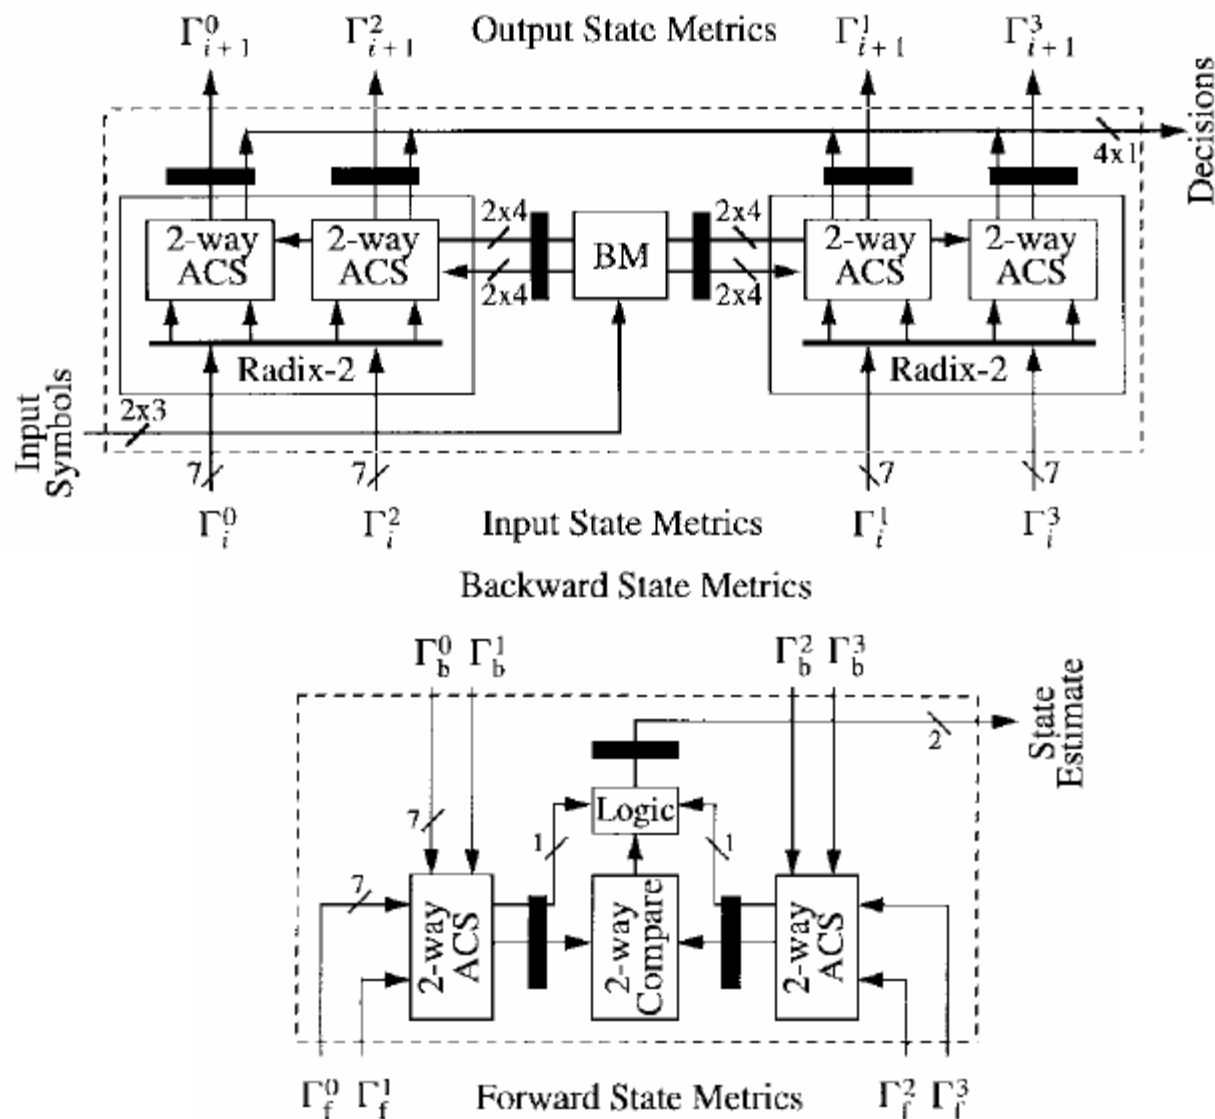 Γ⁰ᵢ₊₁ Γ²ᵢ₊₁ Output State Metrics Γ¹ᵢ₊₁ Γ³ᵢ₊₁
4x1
Decisions
2-way ACS
2-way ACS
2x4
2x4
BM
2x4
2x4
2-way ACS
2-way ACS
Radix-2
Radix-2
Input Symbols
2x3
7
7
7
7
Γ⁰ᵢ Γ²ᵢ Input State Metrics Γ¹ᵢ Γ³ᵢ
Backward State Metrics
Γ⁰_b Γ¹_b Γ²_b Γ³_b
2
State Estimate
Logic
7
1
1
7
2-way ACS
2-way Compare
2-way ACS
Γ⁰_f Γ¹_f Forward State Metrics Γ²_f Γ³_f